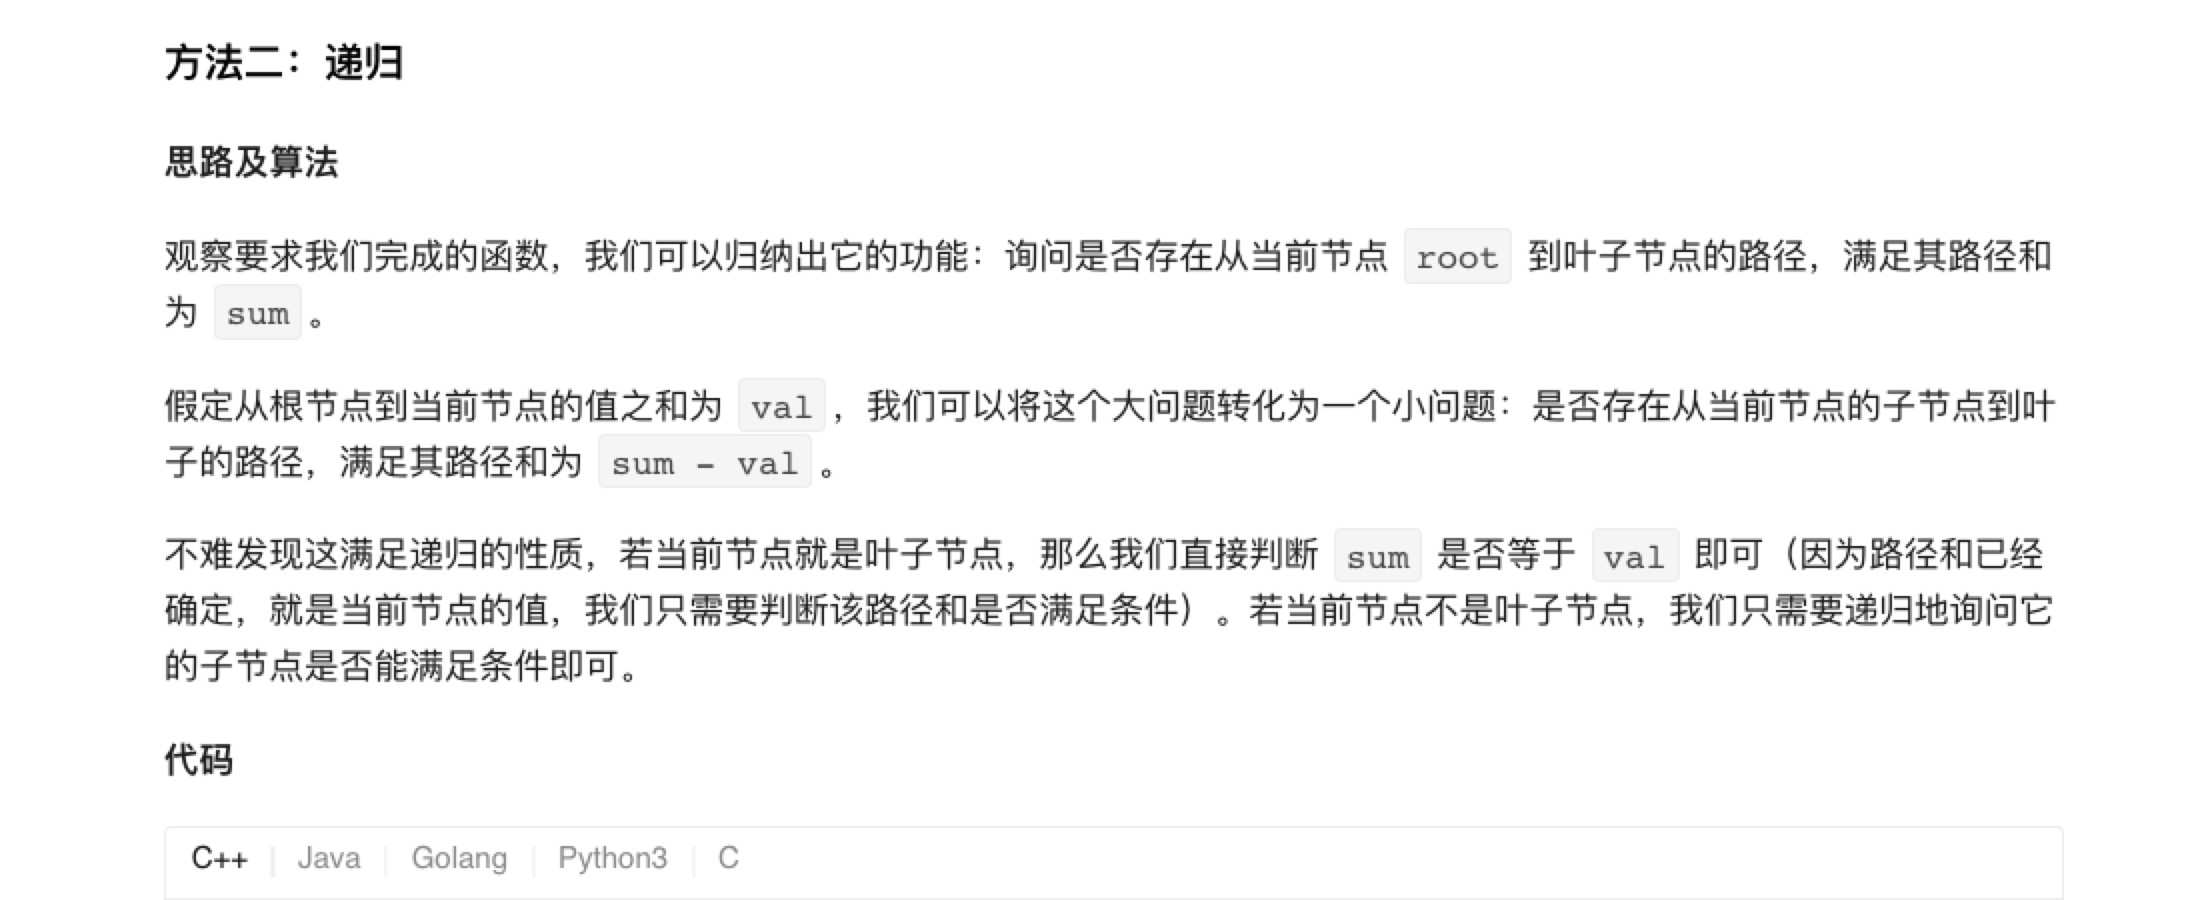 方法二：递归
思路及算法
观察要求我们完成的函数，我们可以归纳出它的功能：询问是否存在从当前节点 root 到叶子节点的路径，满足其路径和
为 sum 。
假定从根节点到当前节点的值之和为 val ，我们可以将这个大问题转化为一个小问题：是否存在从当前节点的子节点到叶
子的路径，满足其路径和为 sum - val 。
不难发现这满足递归的性质，若当前节点就是叶子节点，那么我们直接判断 sum 是否等于 val 即可（因为路径和已经
确定，就是当前节点的值，我们只需要判断该路径和是否满足条件）。若当前节点不是叶子节点，我们只需要递归地询问它
的子节点是否能满足条件即可。
代码
C++ | Java | Golang | Python3 | C